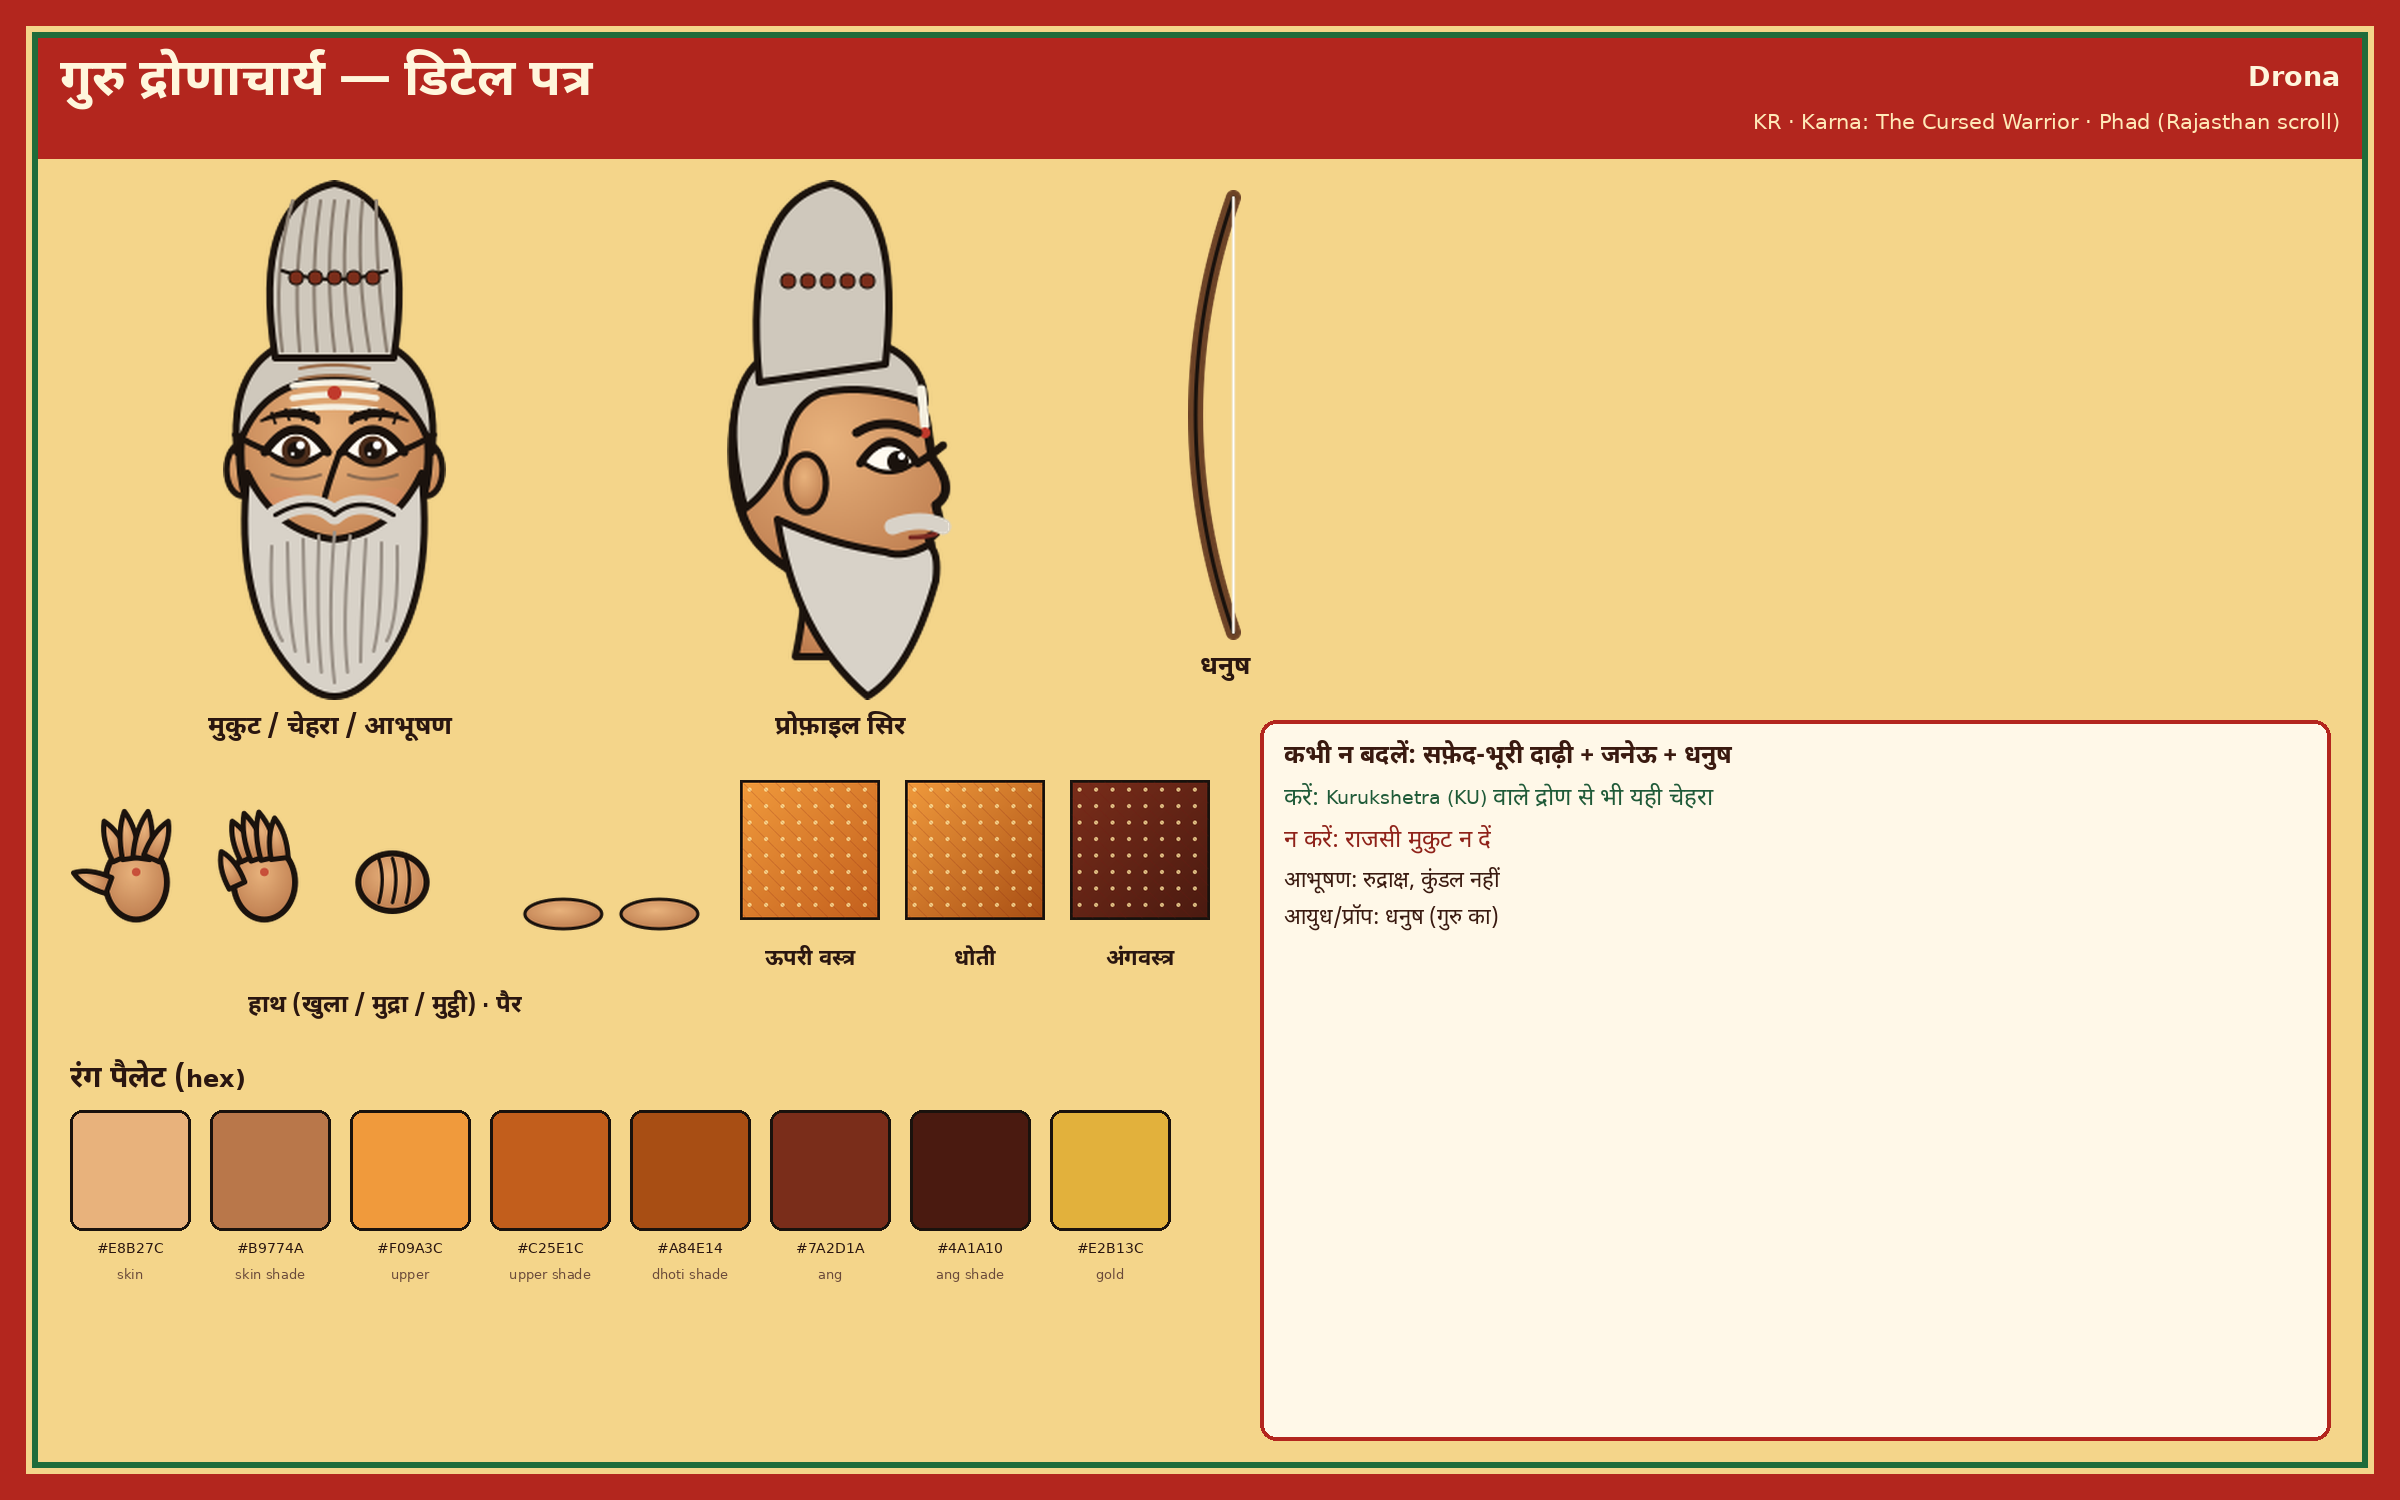 गुरु द्रोणाचार्य — डिटेल पत्र
Drona
KR · Karna: The Cursed Warrior · Phad (Rajasthan scroll)
धनुष
मुकुट / चेहरा / आभूषण
प्रोफ़ाइल सिर
कभी न बदलें: सफ़ेद-भूरी दाढ़ी + जनेऊ + धनुष
करें: Kurukshetra (KU) वाले द्रोण से भी यही चेहरा
न करें: राजसी मुकुट न दें
आभूषण: रुद्राक्ष, कुंडल नहीं
आयुध/प्रॉप: धनुष (गुरु का)
ऊपरी वस्त्र
धोती
अंगवस्त्र
हाथ (खुला / मुद्रा / मुट्ठी) · पैर
रंग पैलेट (hex)
#E8B27C
#B9774A
#F09A3C
#C25E1C
#A84E14
#7A2D1A
#4A1A10
#E2B13C
skin
skin shade
upper
upper shade
dhoti shade
ang
ang shade
gold